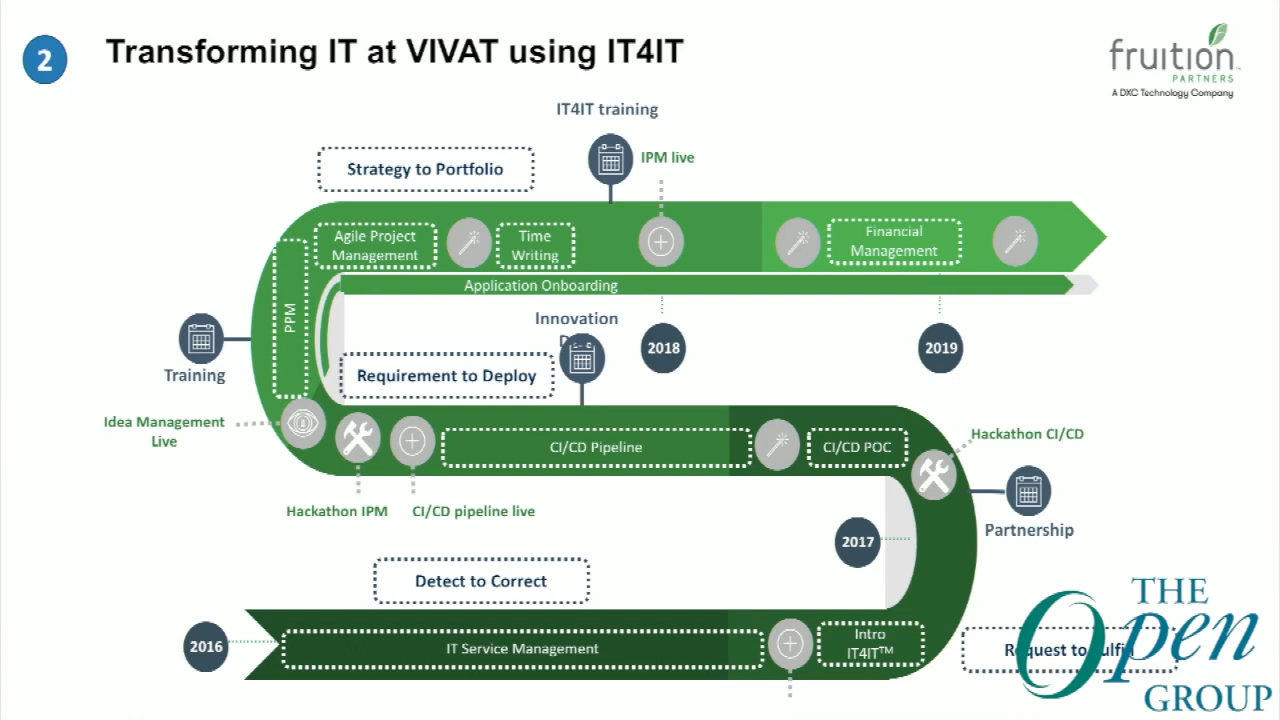 2
Transforming IT at VIVAT using IT4IT
fruition
PARTNERS
A DXC Technology Company
IT4IT training
Strategy to Portfolio
IPM live
Agile Project
Management
Time
Writing
Financial
Management
PPM
Application Onboarding
Innovation
2018
2019
Training
Requirement to Deploy
Idea Management
Live
CI/CD Pipeline
CI/CD POC
Hackathon CI/CD
Hackathon IPM
CI/CD pipeline live
Partnership
2017
Detect to Correct
2016
IT Service Management
Intro
IT4IT™
Request to
THE
Open
GROUP